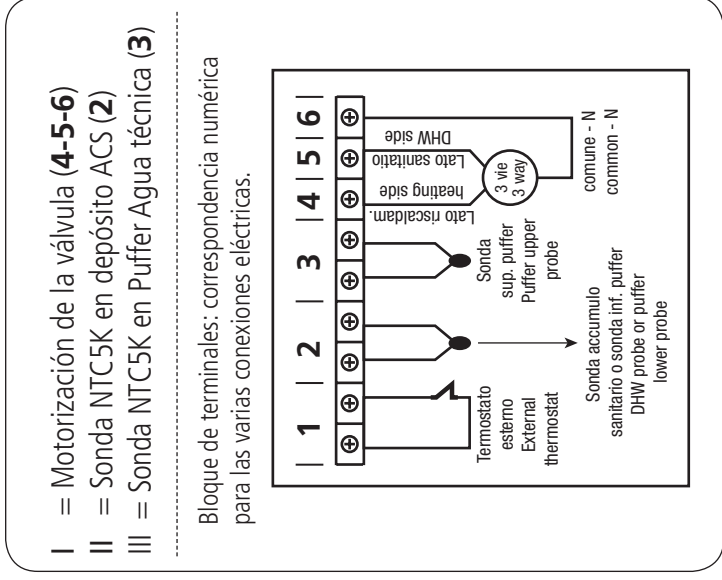 I = Motorización de la válvula (4-5-6)
II = Sonda NTC5K en depósito ACS (2)
III = Sonda NTC5K en Puffer Agua técnica (3)
Bloque de terminales: correspondencia numérica
para las varias conexiones eléctricas.
1 | 2 | 3 | 4 | 5 | 6
Termostato
esterno
External
thermostat
Sonda accumulo
sanitario o sonda inf. puffer
DHW probe or puffer
lower probe
Sonda
sup. puffer
Puffer upper
probe
Lato riscaldam.
heating side
Lato sanitatio
DHW side
3 vie
3 way
comune - N
common - N